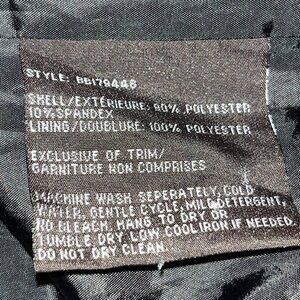 STYLE: BB179448
SHELL/EXTÉRIEURE: 90% POLYESTER
10% SPANDEX
LINING/DOUBLURE: 100% POLYESTER
EXCLUSIVE OF TRIM/
GARNITURE NON COMPRISES
MACHINE WASH SEPERATELY, COLD
WATER, GENTLE CYCLE, MILD DETERGENT,
NO BLEACH. HANG TO DRY OR
TUMBLE DRY LOW COOL IRON IF NEEDED.
DO NOT DRY CLEAN.